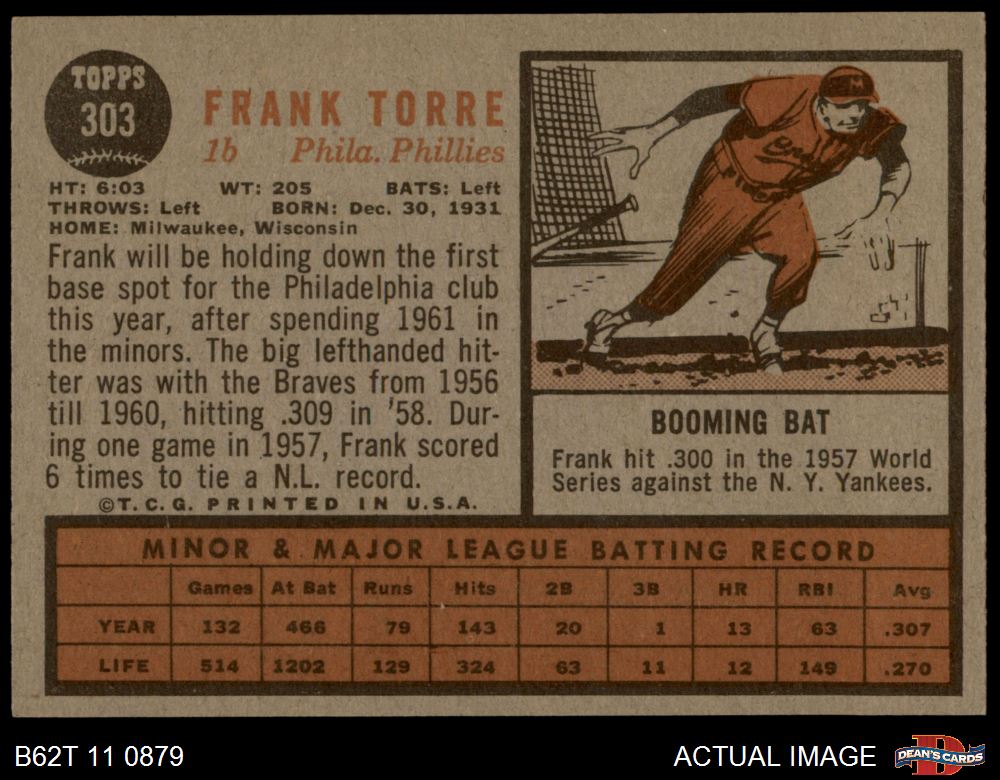 TOPPS
303
FRANK TORRE
1b Phila. Phillies
HT: 6:03 WT: 205 BATS: Left
THROWS: Left BORN: Dec. 30, 1931
HOME: Milwaukee, Wisconsin
Frank will be holding down the first
base spot for the Philadelphia club
this year, after spending 1961 in
the minors. The big lefthanded hit-
ter was with the Braves from 1956
till 1960, hitting .309 in '58. Dur-
ing one game in 1957, Frank scored
6 times to tie a N.L. record.
©T.C.G. PRINTED IN U.S.A.
M
BOOMING BAT
Frank hit .300 in the 1957 World
Series against the N. Y. Yankees.
MINOR & MAJOR LEAGUE BATTING RECORD
Games At Bat Runs Hits 2B 3B HR RBI Avg
YEAR 132 466 79 143 20 1 13 63 .307
LIFE 514 1202 129 324 63 11 12 149 .270
B62T 11 0879 ACTUAL IMAGE
D
DEAN'S CARDS